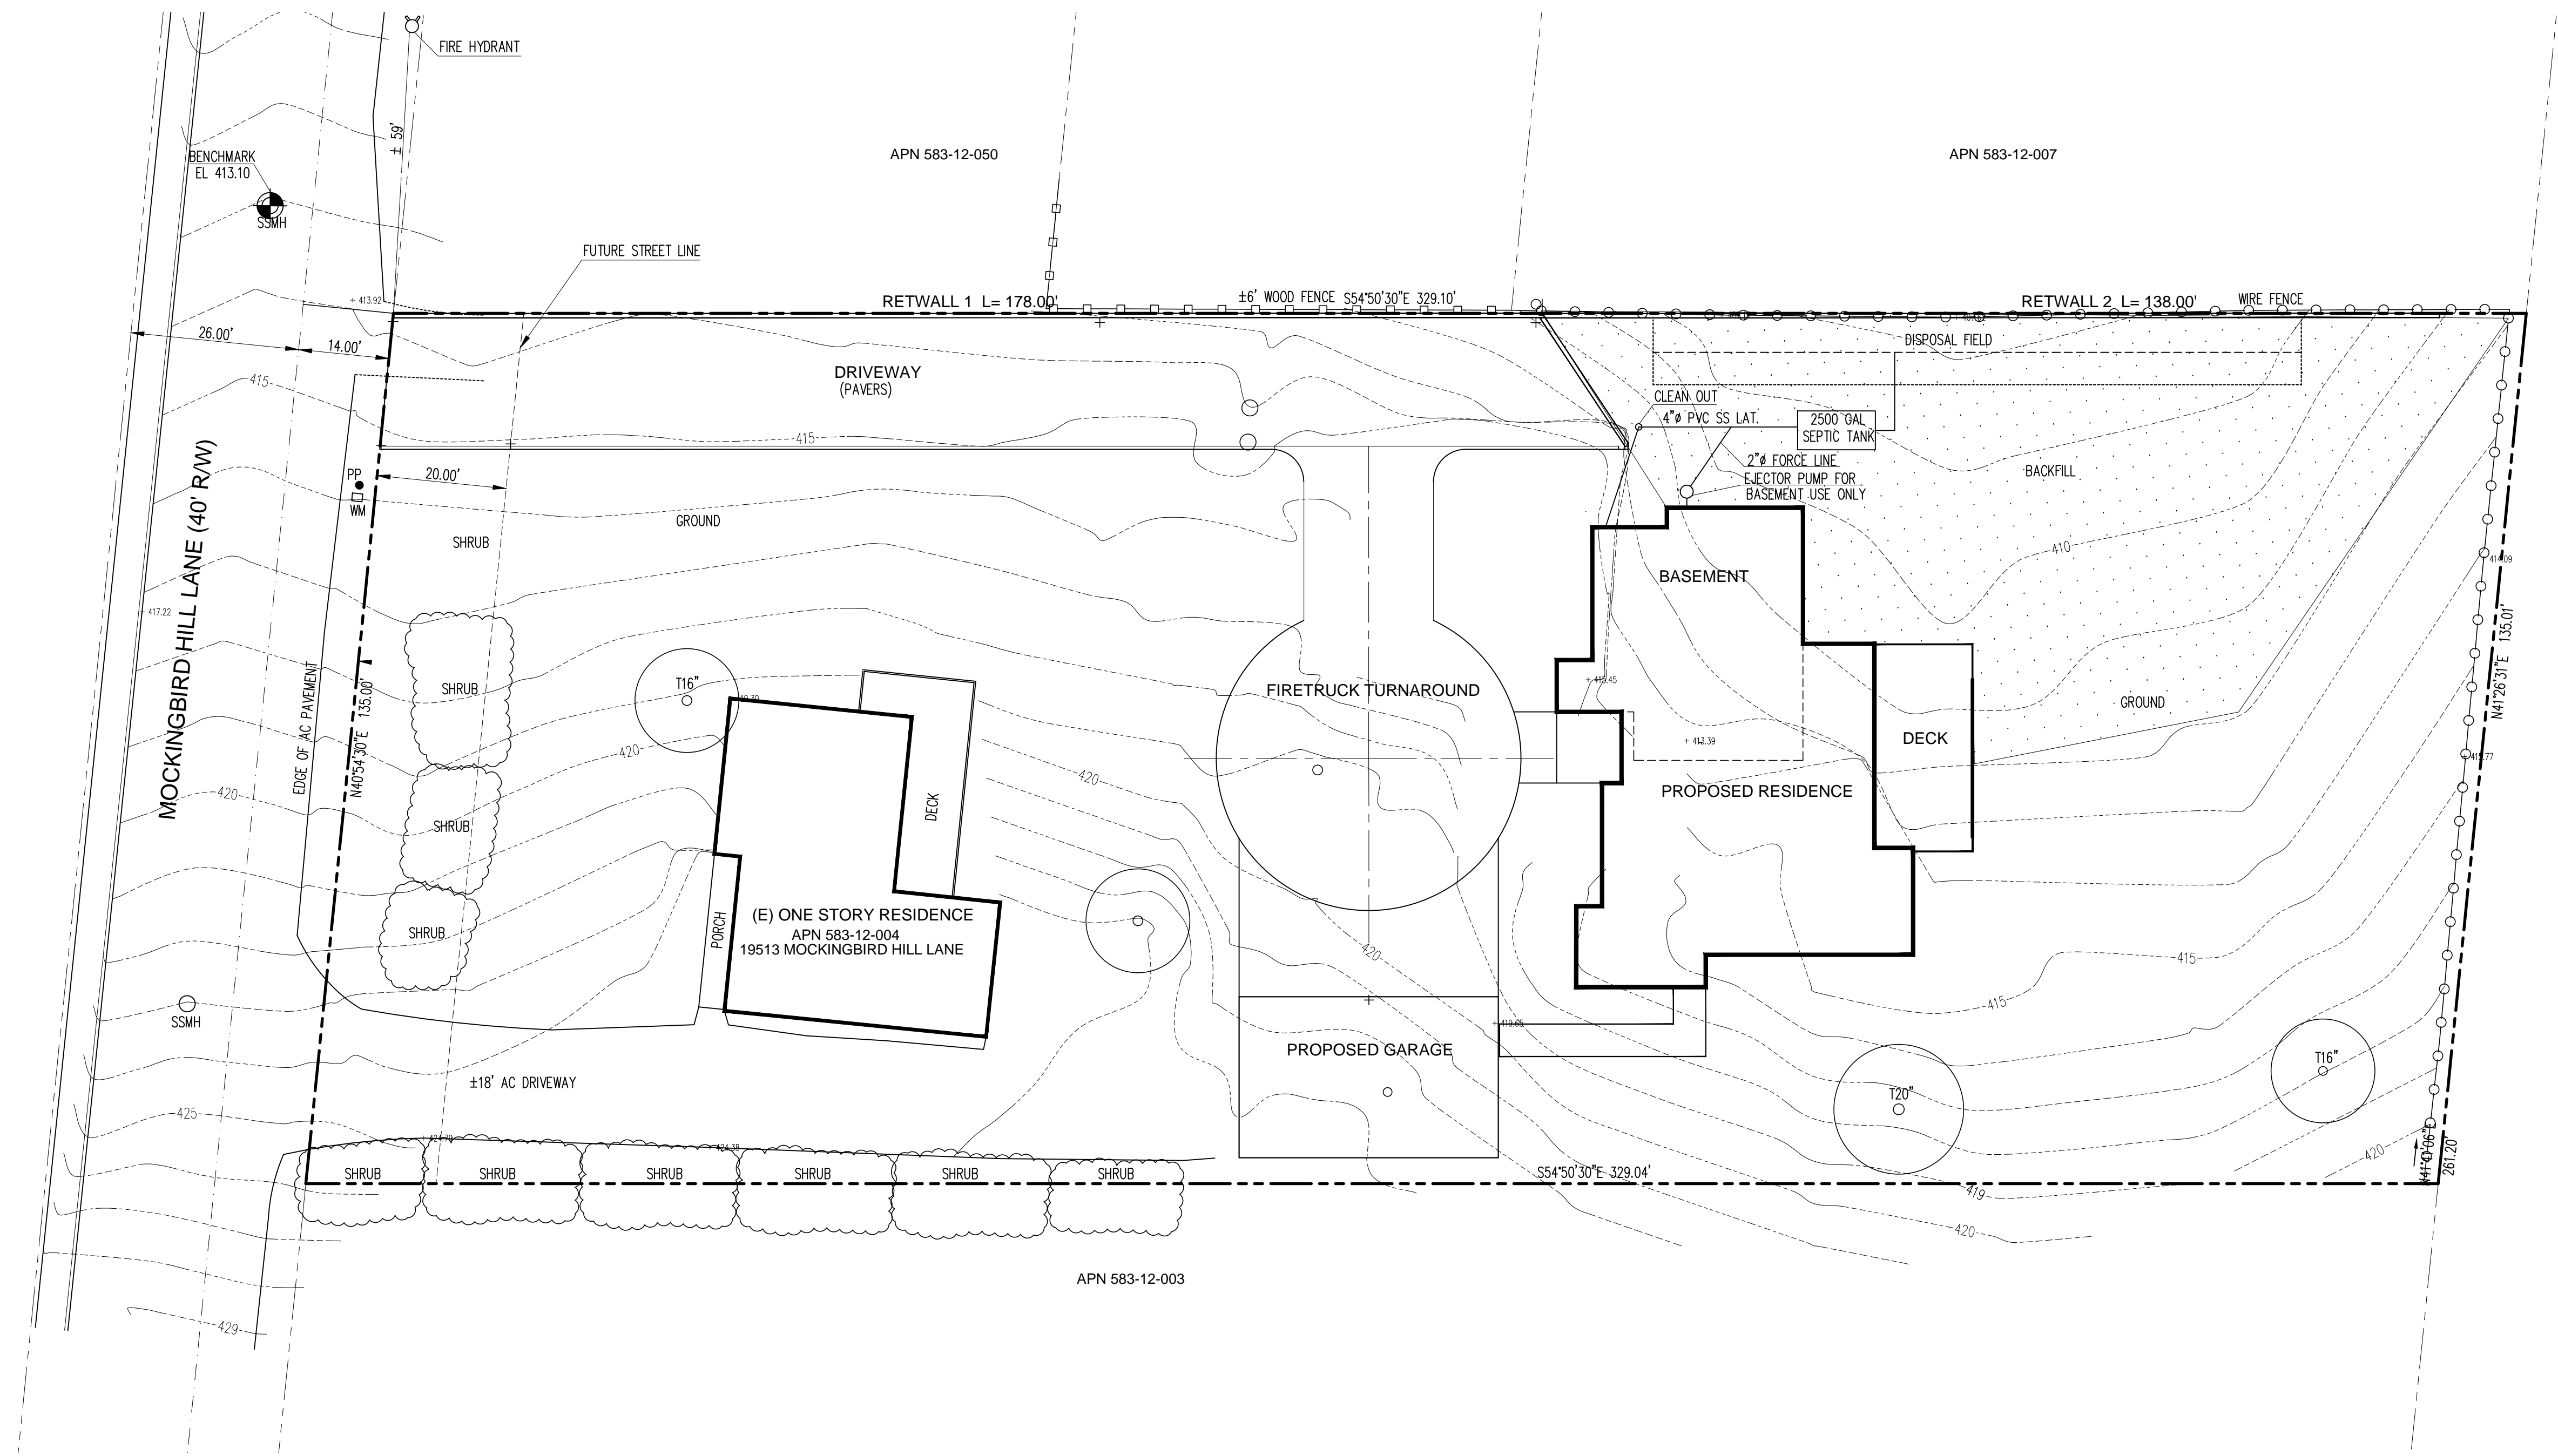 FIRE HYDRANT
± 59'
BENCHMARK
EL 413.10
SSMH
APN 583-12-050
APN 583-12-007
FUTURE STREET LINE
+ 413.92
RETWALL 1 L= 178.00'
±6' WOOD FENCE
S54°50'30"E 329.10'
RETWALL 2 L= 138.00'
WIRE FENCE
26.00'
14.00'
DISPOSAL FIELD
DRIVEWAY
(PAVERS)
415
CLEAN OUT
4"ø PVC SS LAT.
2500 GAL
SEPTIC TANK
415
2"ø FORCE LINE
EJECTOR PUMP FOR
BASEMENT USE ONLY
BACKFILL
PP
WM
20.00'
GROUND
SHRUB
410
414.09
BASEMENT
+ 417.22
MOCKINGBIRD HILL LANE (40' R/W)
EDGE OF AC PAVEMENT
N40°54'30"E 135.00'
N41°26'31"E 135.01'
SHRUB
T16"
FIRETRUCK TURNAROUND
GROUND
DECK
+ 413.39
420
420
420
PROPOSED RESIDENCE
DECK
SHRUB
SHRUB
PORCH
(E) ONE STORY RESIDENCE
APN 583-12-004
19513 MOCKINGBIRD HILL LANE
420
415
415
SSMH
+ 419.65
PROPOSED GARAGE
T16"
T20"
±18' AC DRIVEWAY
425
424.38
SHRUB
SHRUB
SHRUB
SHRUB
SHRUB
SHRUB
S54°50'30"E 329.04'
419
420
420
261.20'
APN 583-12-003
429